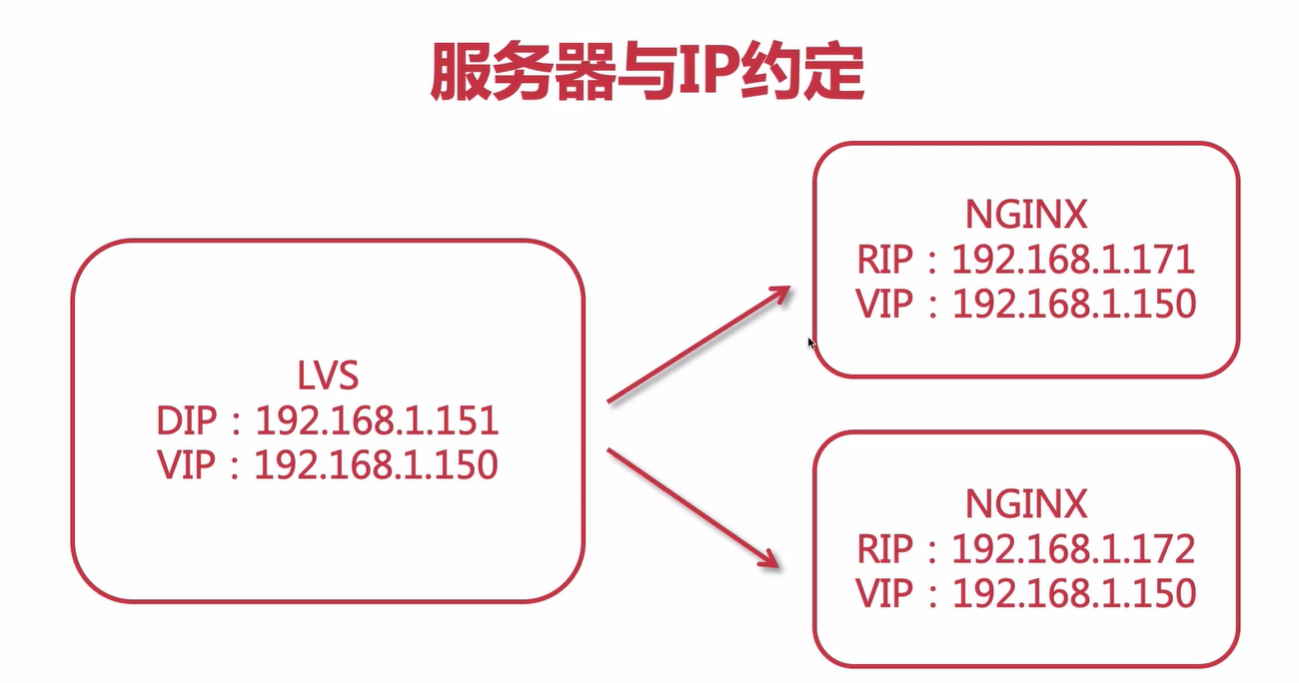 服务器与IP约定
LVS
DIP：192.168.1.151
VIP：192.168.1.150
NGINX
RIP：192.168.1.171
VIP：192.168.1.150
NGINX
RIP：192.168.1.172
VIP：192.168.1.150